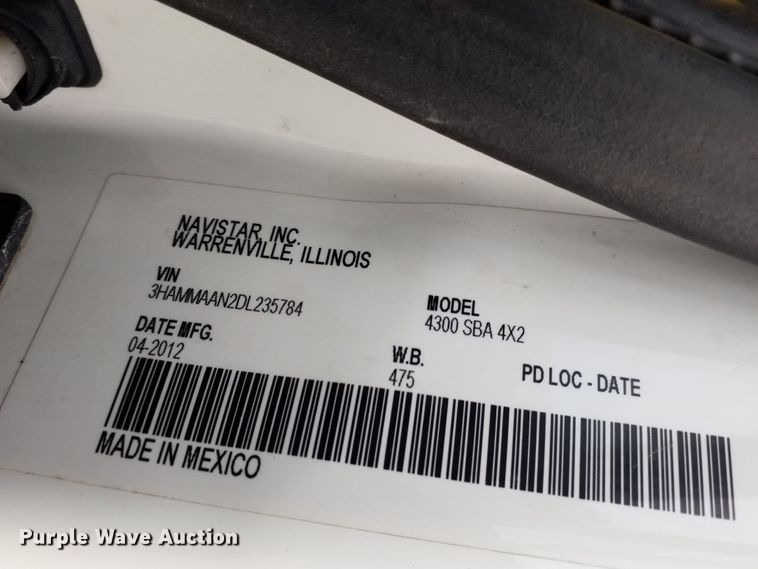 NAVISTAR, INC.
WARRENVILLE, ILLINOIS
VIN
3HAMMAAN2DL235784
MODEL
4300 SBA 4X2
DATE MFG.
04-2012
W.B.
475
PD LOC - DATE
MADE IN MEXICO
Purple Wave Auction